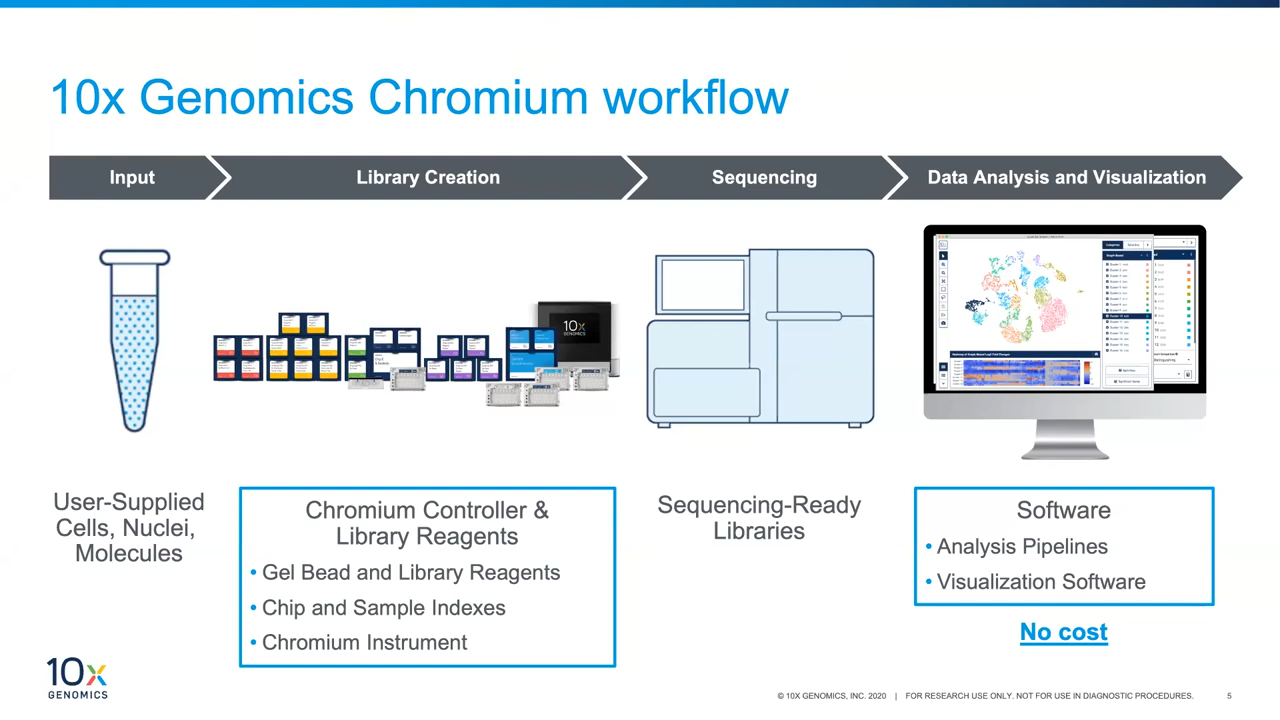 10x Genomics Chromium workflow
Input
Library Creation
Sequencing
Data Analysis and Visualization
10x
GENOMICS
User-Supplied
Cells, Nuclei,
Molecules
Chromium Controller &
Library Reagents
• Gel Bead and Library Reagents
• Chip and Sample Indexes
• Chromium Instrument
Sequencing-Ready
Libraries
Software
• Analysis Pipelines
• Visualization Software
No cost
10x
GENOMICS
© 10X GENOMICS, INC. 2020 | FOR RESEARCH USE ONLY. NOT FOR USE IN DIAGNOSTIC PROCEDURES.
5